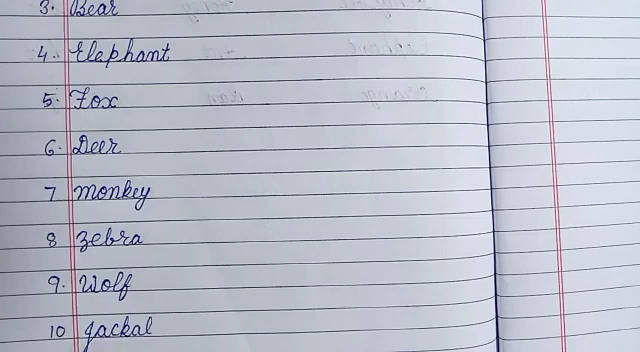 3. Bear
4. Elephant
5. Fox
6. Deer
7 monkey
8 zebra
9. Wolf
10 jackal